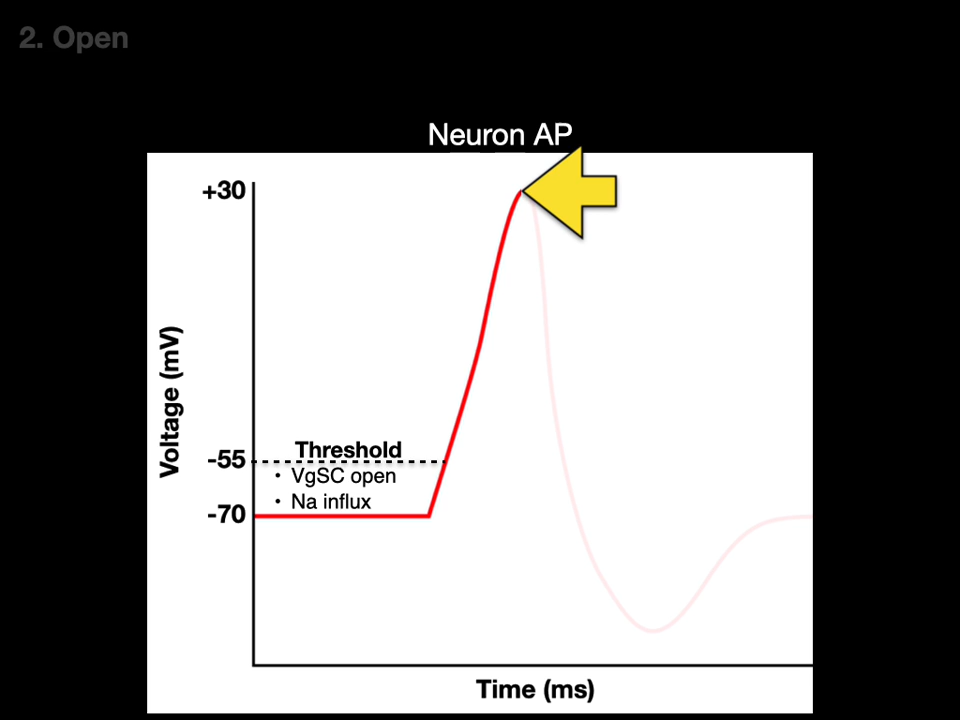 2. Open
Neuron AP
+30
Voltage (mV)
-55
Threshold
• VgSC open
• Na influx
-70
Time (ms)